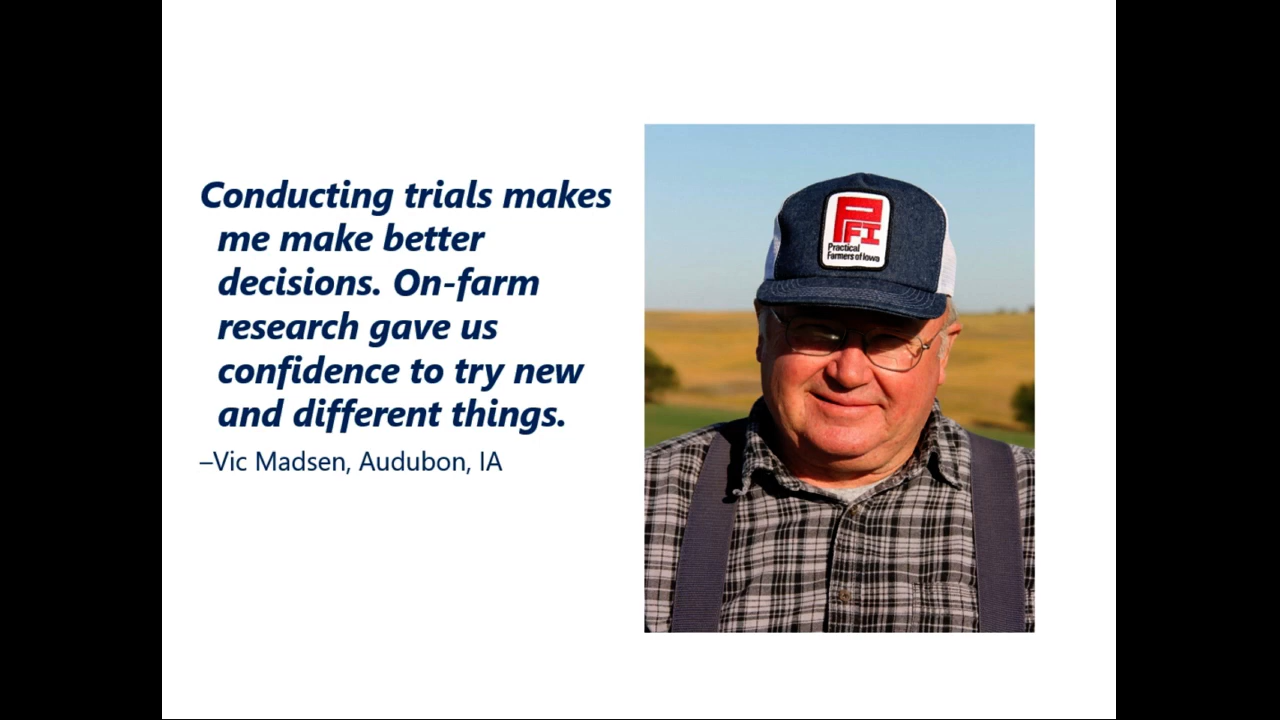 Conducting trials makes
me make better
decisions. On-farm
research gave us
confidence to try new
and different things.
–Vic Madsen, Audubon, IA
PFI
Practical
Farmers of Iowa